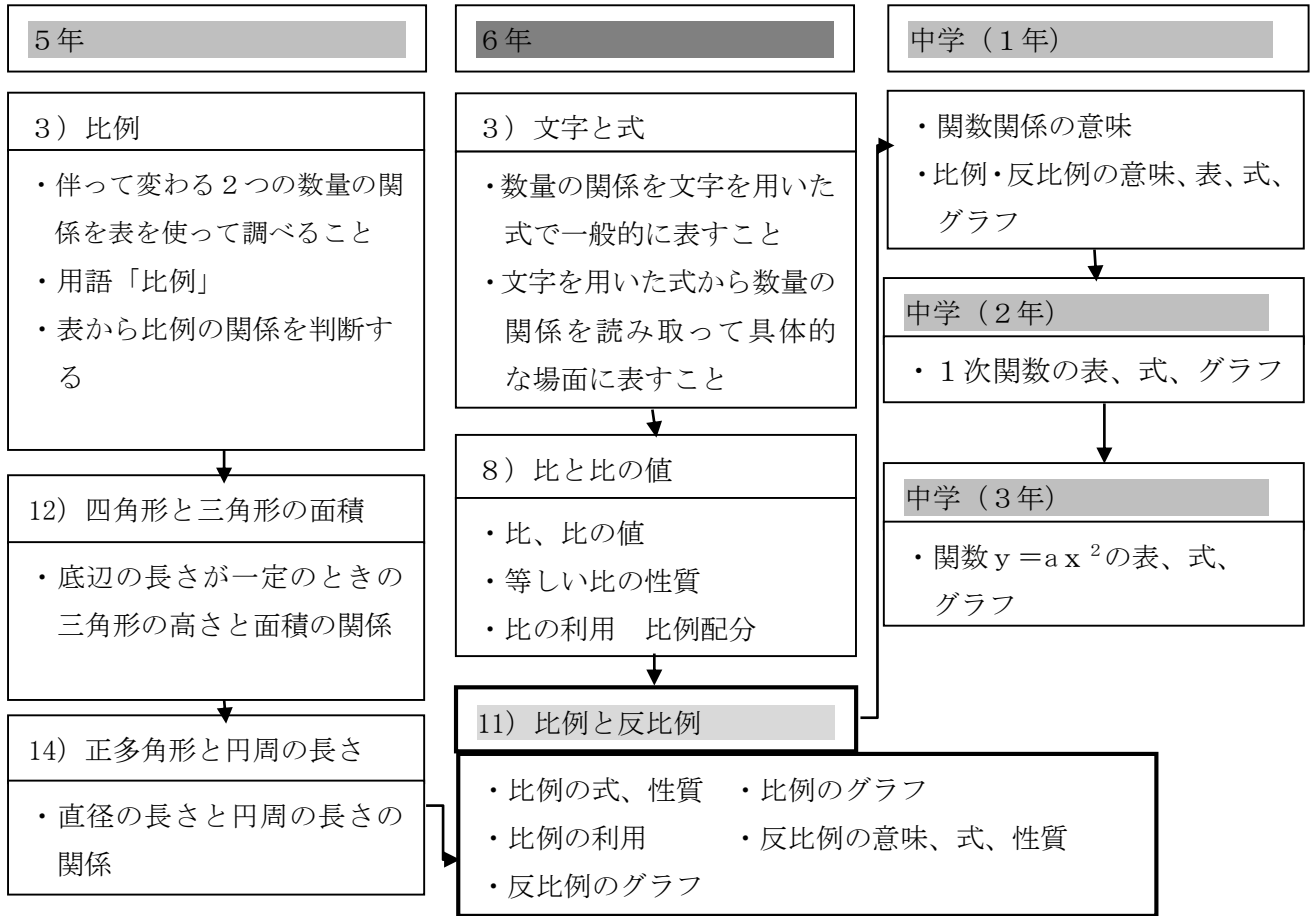 ５年
３）比例
・伴って変わる２つの数量の関
係を表を使って調べること
・用語「比例」
・表から比例の関係を判断す
る
12）四角形と三角形の面積
・底辺の長さが一定のときの
三角形の高さと面積の関係
14）正多角形と円周の長さ
・直径の長さと円周の長さの
関係
６年
３）文字と式
・数量の関係を文字を用いた
式で一般的に表すこと
・文字を用いた式から数量の
関係を読み取って具体的
な場面に表すこと
８）比と比の値
・比、比の値
・等しい比の性質
・比の利用　比例配分
11）比例と反比例
・比例の式、性質　・比例のグラフ
・比例の利用　　　・反比例の意味、式、性質
・反比例のグラフ
中学（１年）
・関数関係の意味
・比例・反比例の意味、表、式、
グラフ
中学（２年）
・１次関数の表、式、グラフ
中学（３年）
・関数ｙ＝aｘ²の表、式、
グラフ